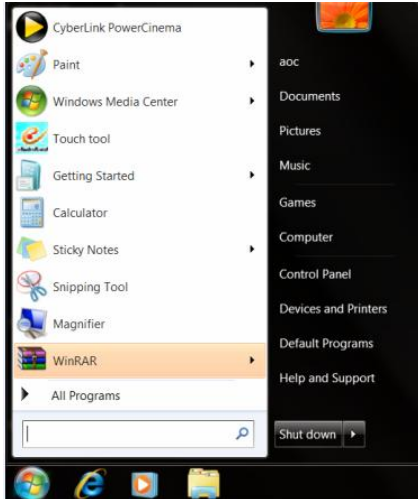 CyberLink PowerCinema
Paint
Windows Media Center
Touch tool
Getting Started
Calculator
Sticky Notes
Snipping Tool
Magnifier
WinRAR
All Programs
aoc
Documents
Pictures
Music
Games
Computer
Control Panel
Devices and Printers
Default Programs
Help and Support
Shut down